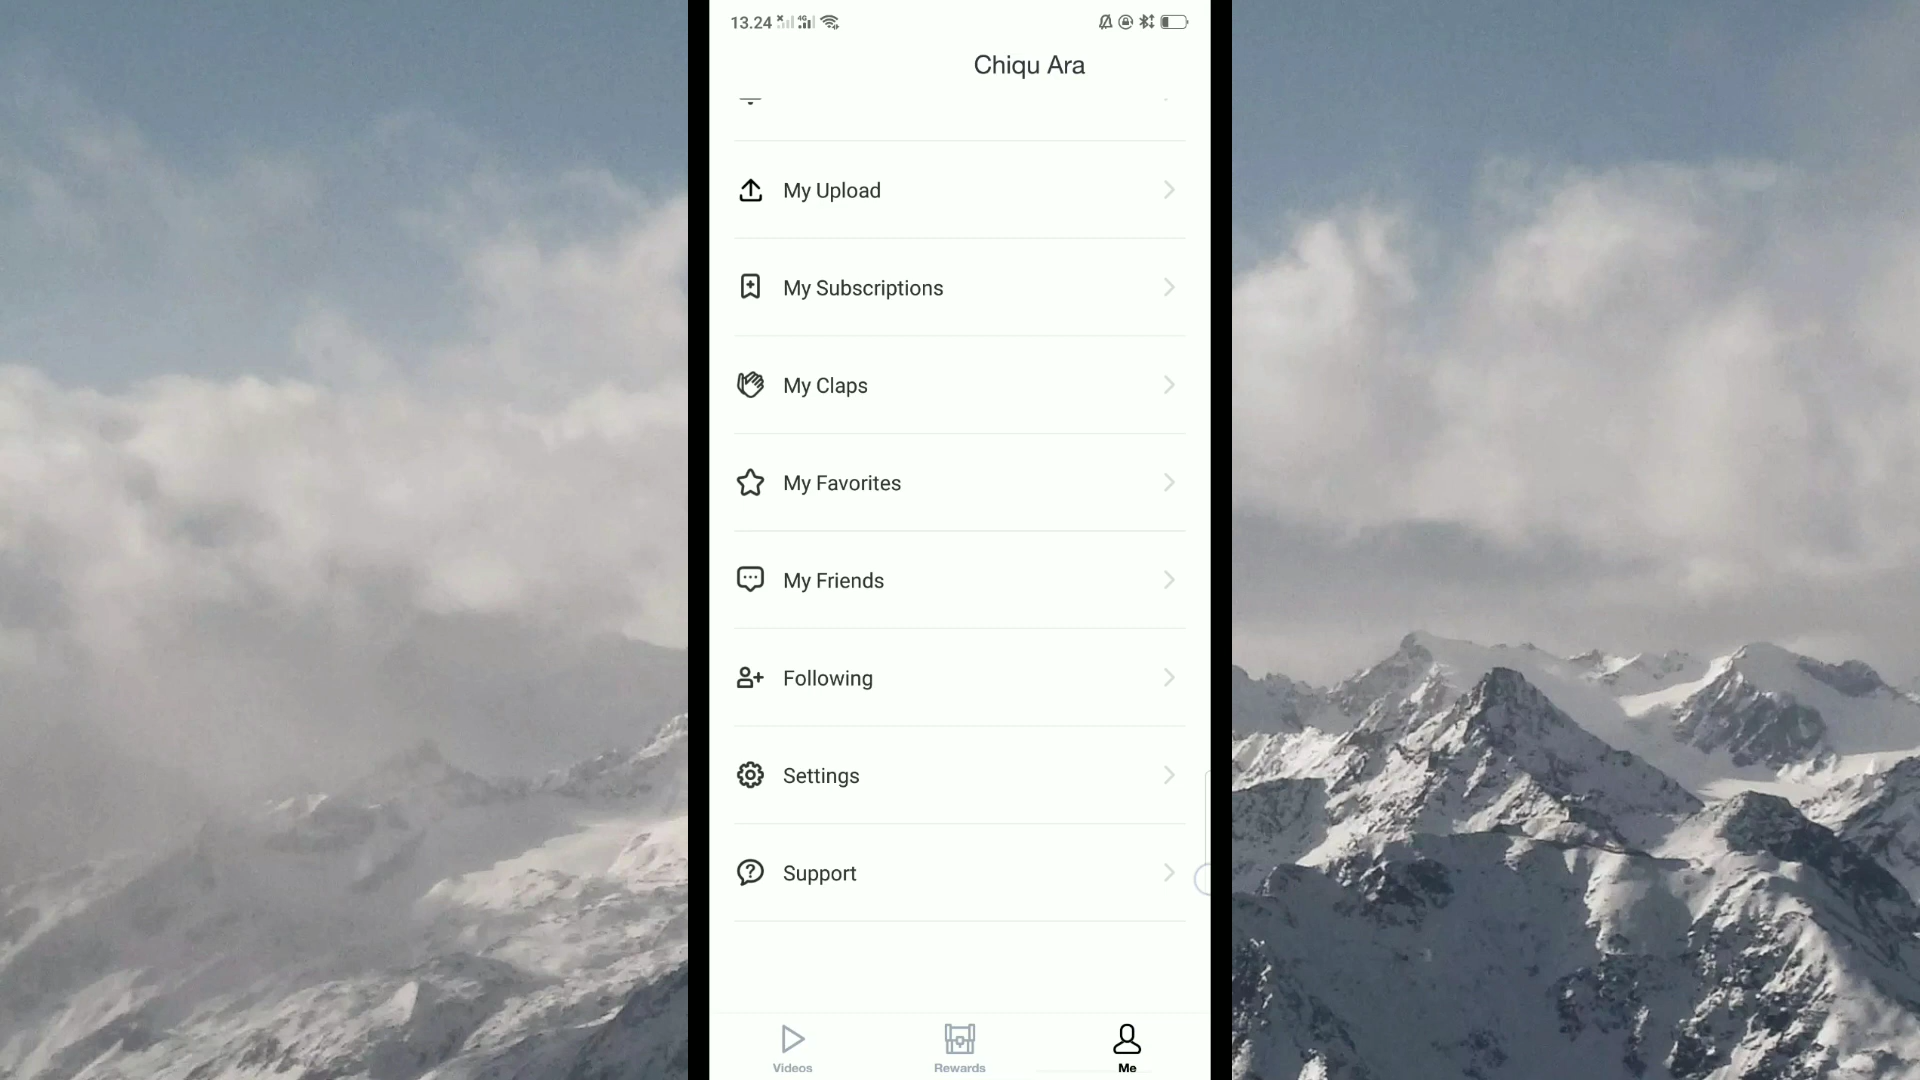 13.24
Chiqu Ara
My Upload
My Subscriptions
My Claps
My Favorites
My Friends
Following
Settings
Support
Videos
Rewards
Me